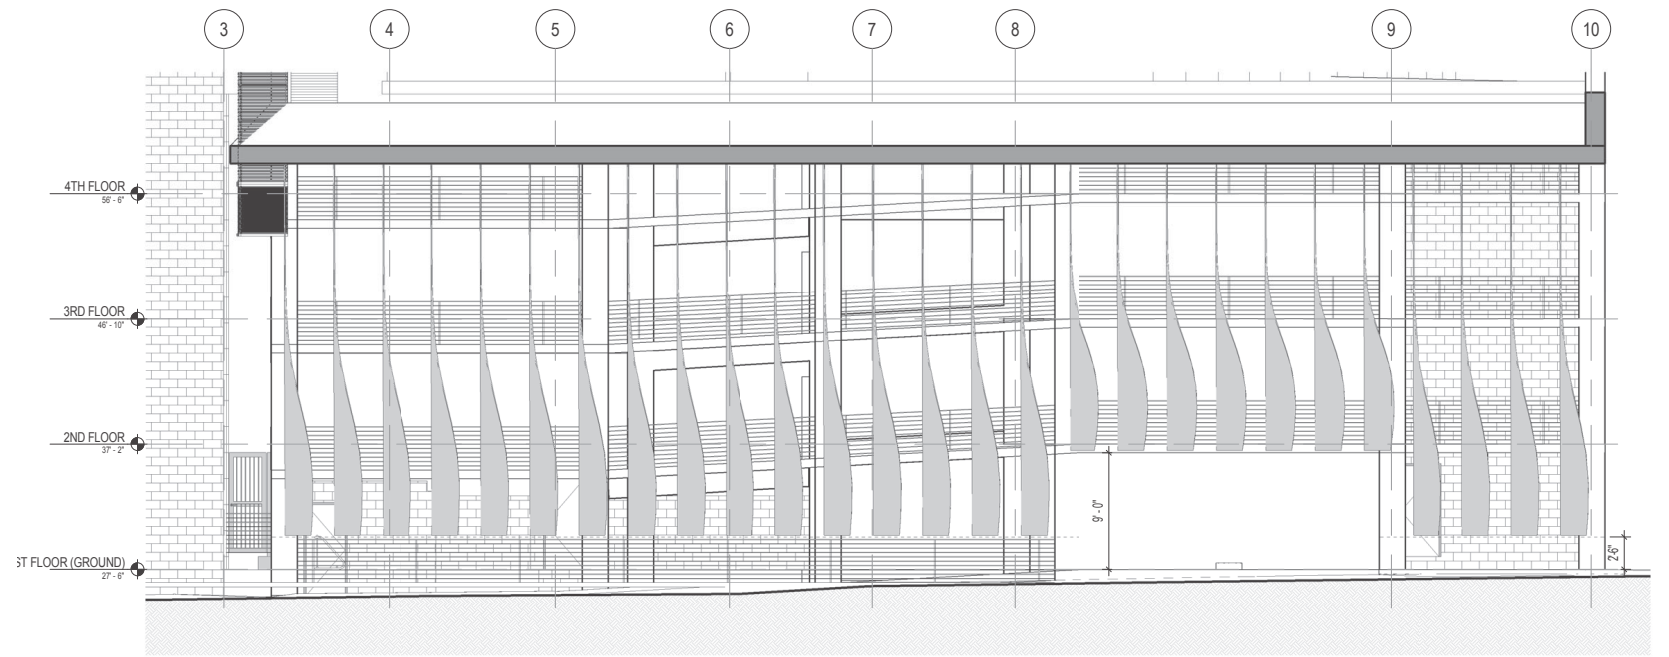 3 4 5 6 7 8 9 10
4TH FLOOR
56' - 6"
3RD FLOOR
46' - 10"
2ND FLOOR
37' - 2"
9' - 0"
ST FLOOR (GROUND)
27' - 6"
2'-6"